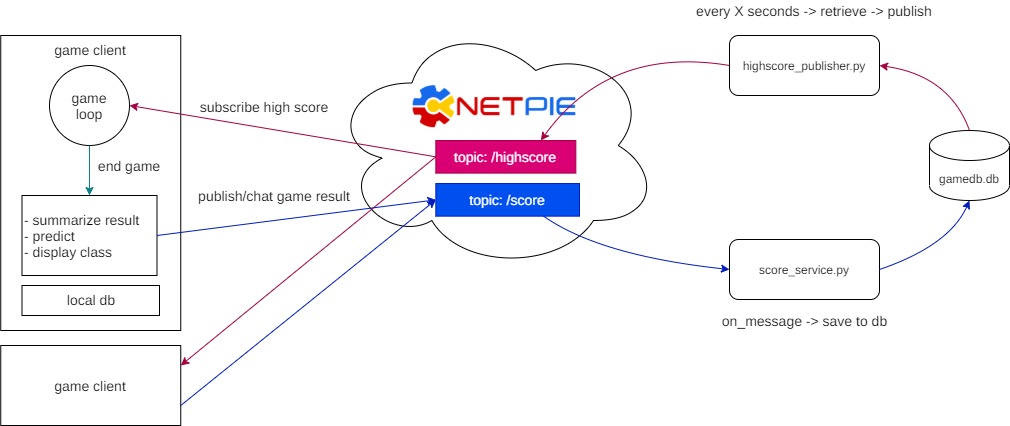 every X seconds -> retrieve -> publish
game client
game
loop
end game
- summarize result
- predict
- display class
local db
game client
subscribe high score
publish/chat game result
NETPIE
topic: /highscore
topic: /score
highscore_publisher.py
gamedb.db
score_service.py
on_message -> save to db